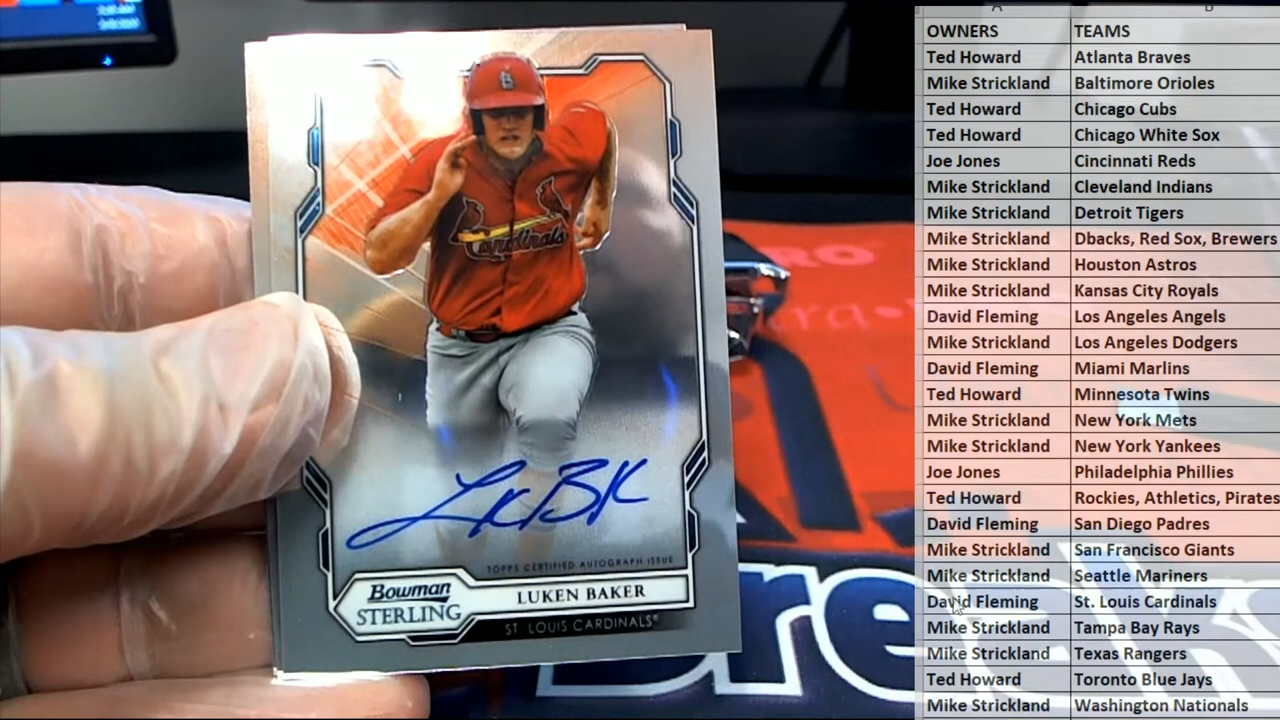 Cardinals
TOPPS CERTIFIED AUTOGRAPH ISSUE
Bowman
STERLING
LUKEN BAKER
ST. LOUIS CARDINALS
A B
OWNERS TEAMS
Ted Howard Atlanta Braves
Mike Strickland Baltimore Orioles
Ted Howard Chicago Cubs
Ted Howard Chicago White Sox
Joe Jones Cincinnati Reds
Mike Strickland Cleveland Indians
Mike Strickland Detroit Tigers
Mike Strickland Dbacks, Red Sox, Brewers
Mike Strickland Houston Astros
Mike Strickland Kansas City Royals
David Fleming Los Angeles Angels
Mike Strickland Los Angeles Dodgers
David Fleming Miami Marlins
Ted Howard Minnesota Twins
Mike Strickland New York Mets
Mike Strickland New York Yankees
Joe Jones Philadelphia Phillies
Ted Howard Rockies, Athletics, Pirates
David Fleming San Diego Padres
Mike Strickland San Francisco Giants
Mike Strickland Seattle Mariners
David Fleming St. Louis Cardinals
Mike Strickland Tampa Bay Rays
Mike Strickland Texas Rangers
Ted Howard Toronto Blue Jays
Mike Strickland Washington Nationals